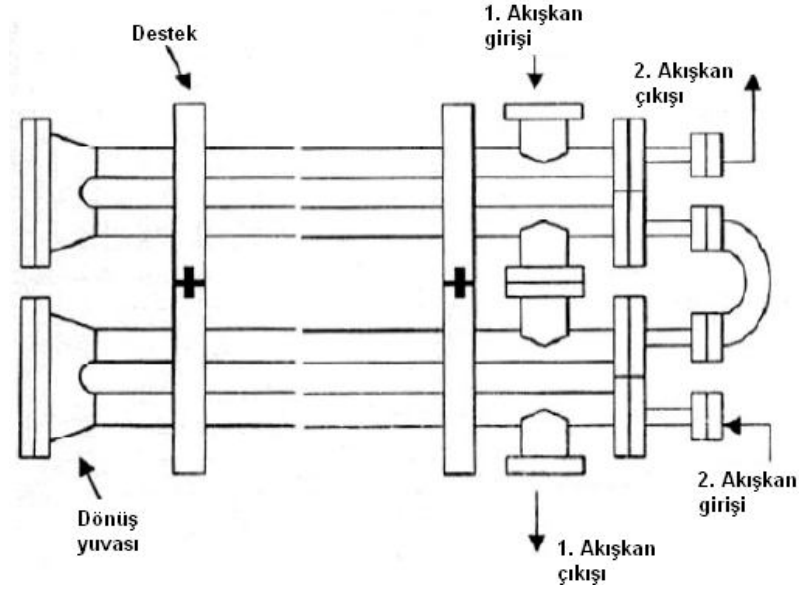 Destek
1. Akışkan
girişi
2. Akışkan
çıkışı
Dönüş
yuvası
2. Akışkan
girişi
1. Akışkan
çıkışı